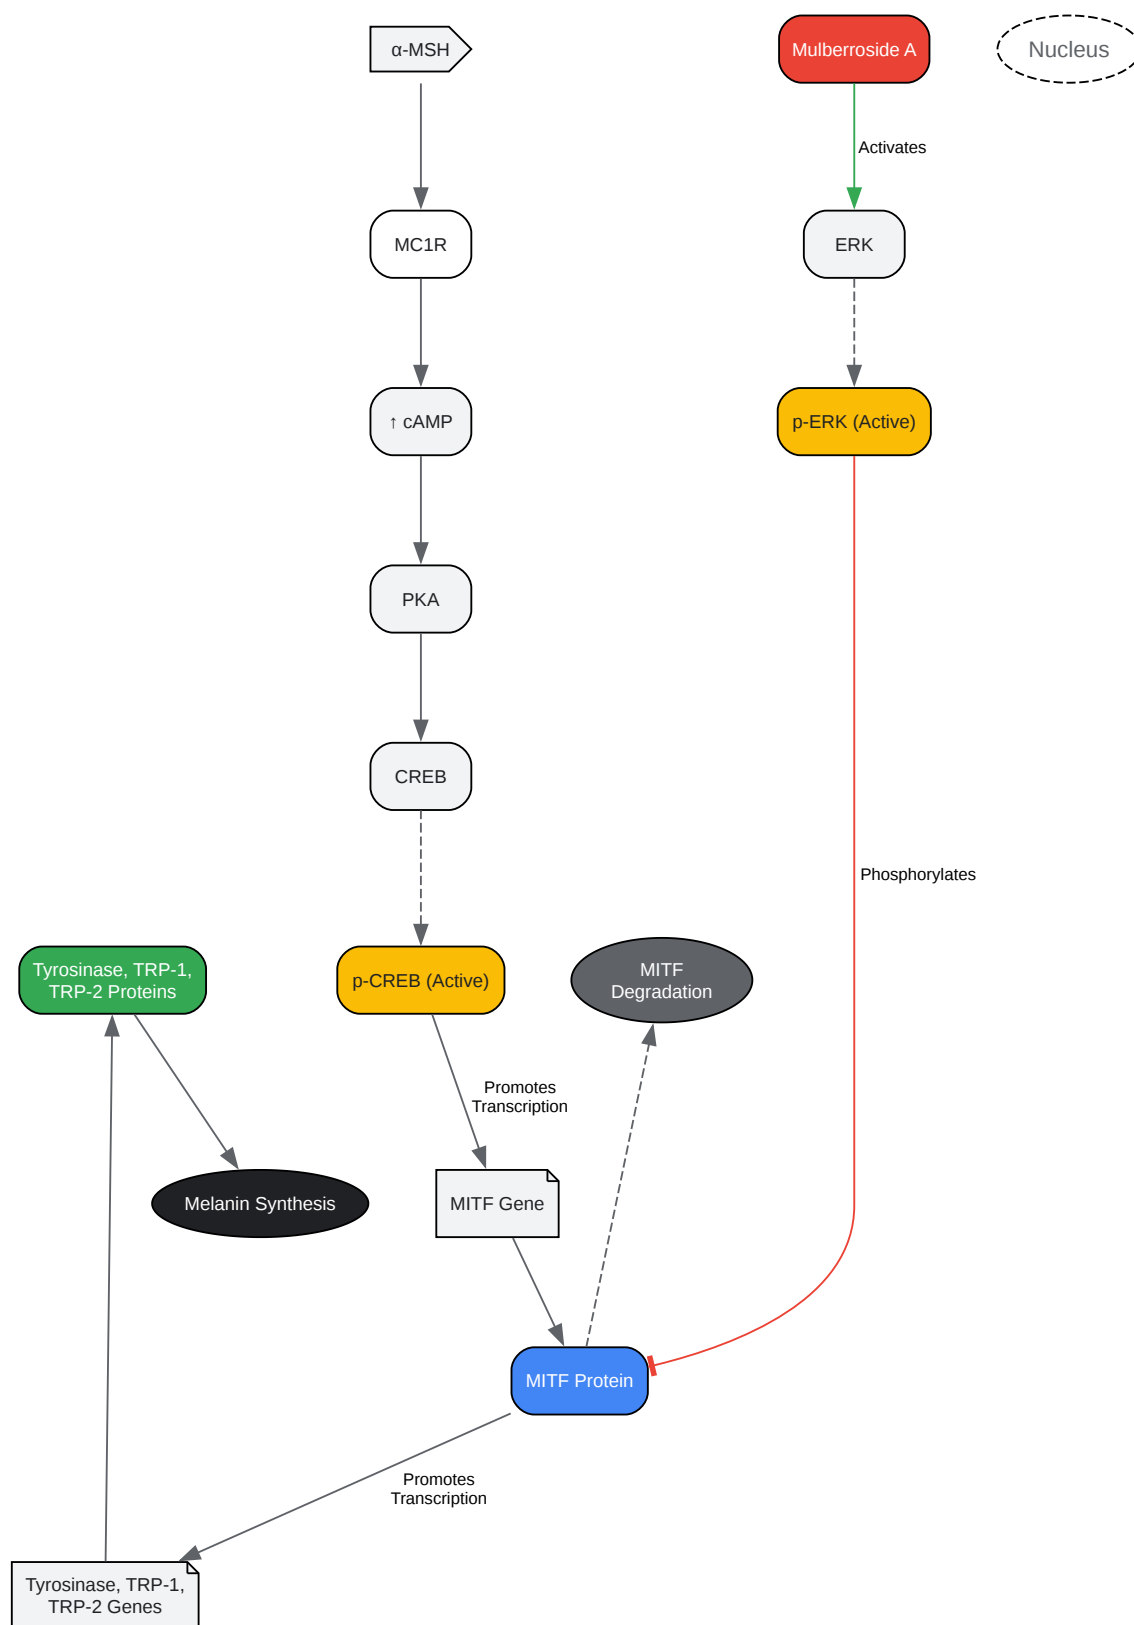 α-MSH
Mulberroside A
Nucleus
Activates
MC1R
ERK
↑ cAMP
p-ERK (Active)
PKA
CREB
Phosphorylates
Tyrosinase, TRP-1,
TRP-2 Proteins
p-CREB (Active)
MITF
Degradation
Promotes
Transcription
Melanin Synthesis
MITF Gene
MITF Protein
Promotes
Transcription
Tyrosinase, TRP-1,
TRP-2 Genes